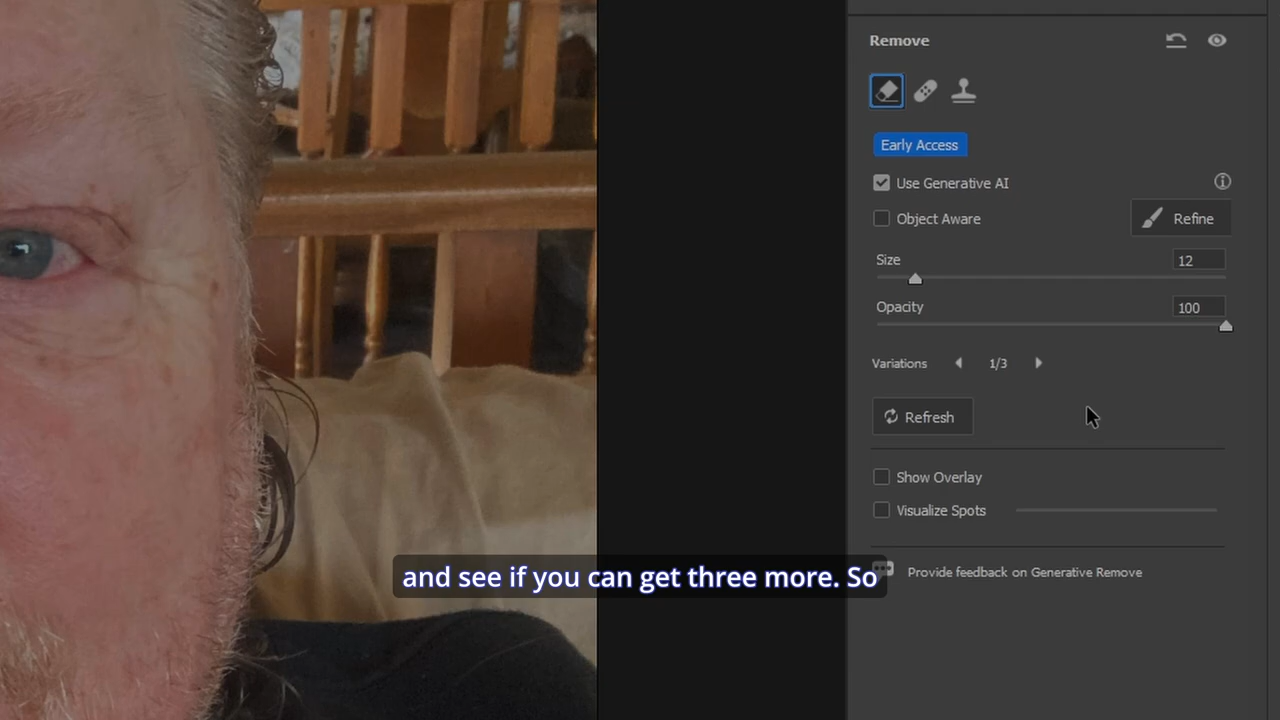 Remove
Early Access
Use Generative AI
Object Aware
Refine
Size
12
Opacity
100
Variations
1/3
Refresh
Show Overlay
Visualize Spots
and see if you can get three more. So
Provide feedback on Generative Remove